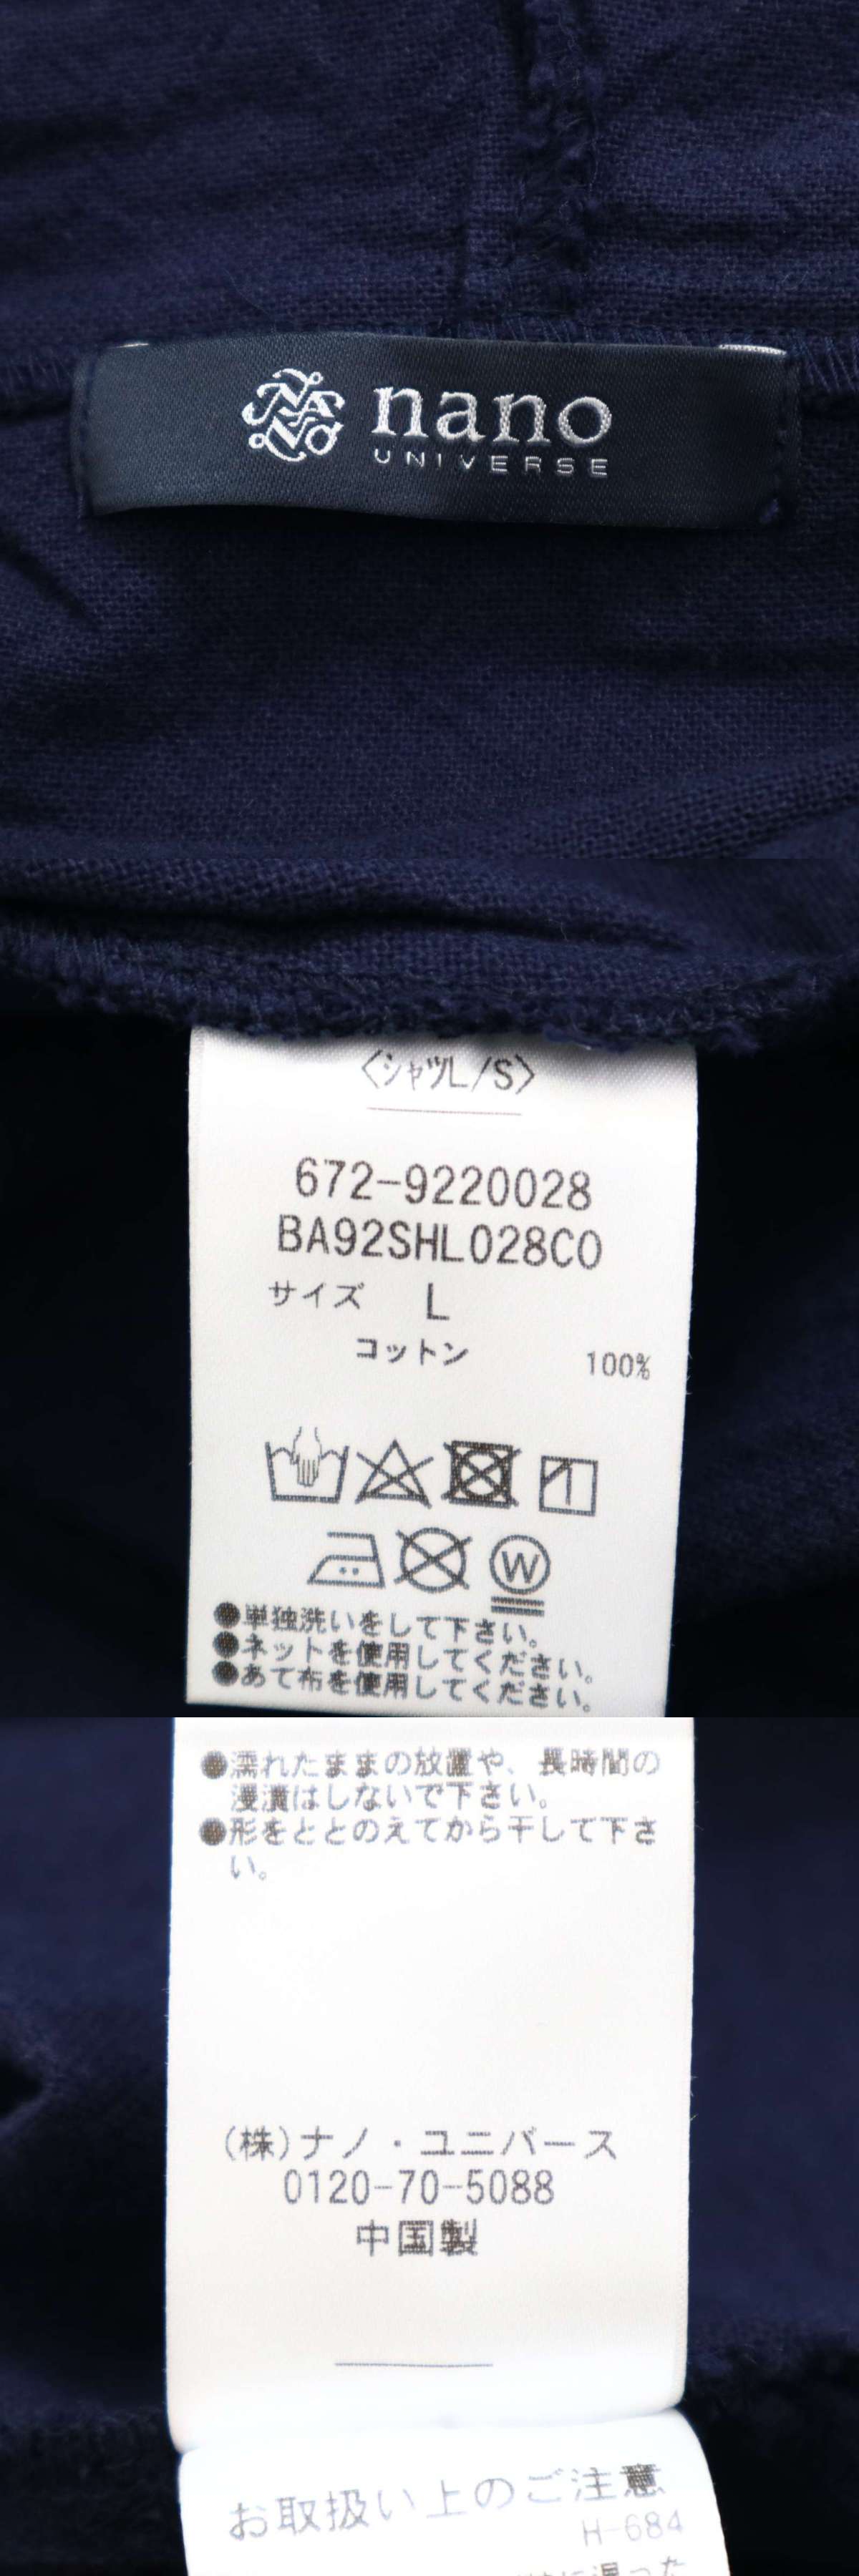 nano
UNIVERSE
〈シャツL/S〉
672-9220028
BA92SHL028CO
サイズ L
コットン 100%
W
●単独洗いをして下さい。
●ネットを使用してください。
●あて布を使用してください。
●濡れたままの放置や、長時間の
浸漬はしないで下さい。
●形をととのえてから干して下さ
い。
(株)ナノ・ユニバース
0120-70-5088
中国製
お取扱い上のご注意
H-684